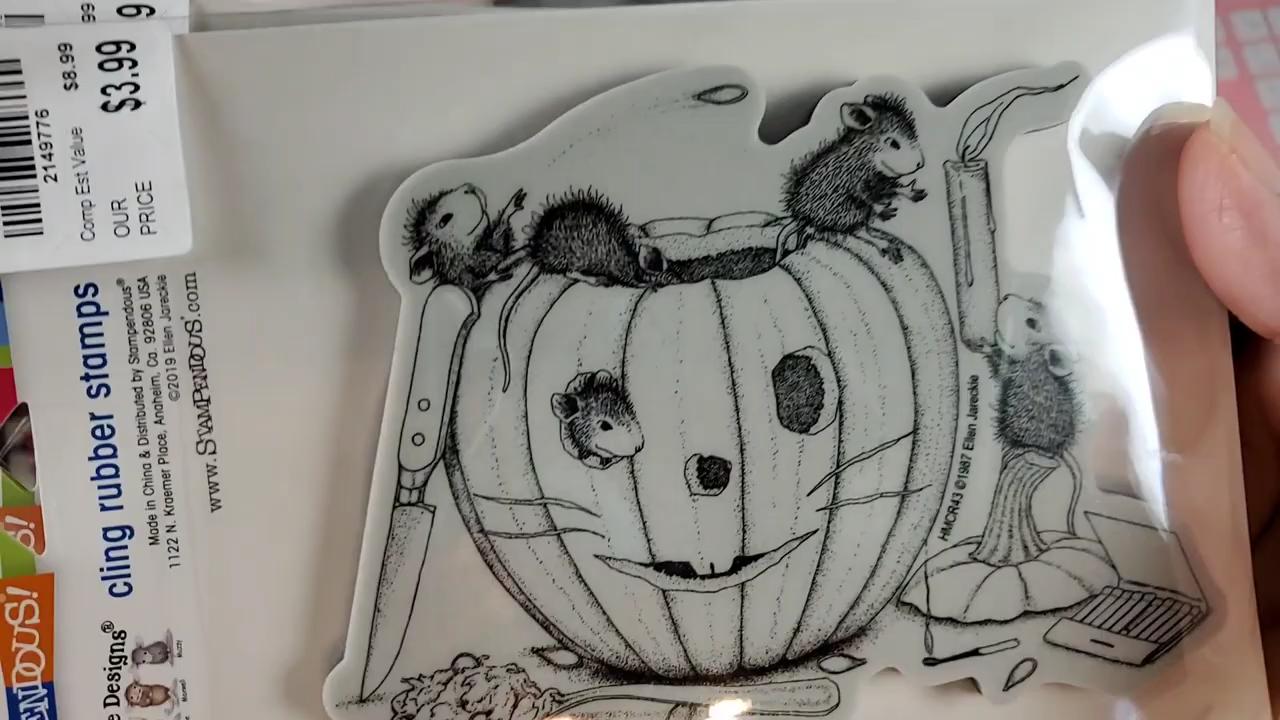 99
9
$8.99
$3.99
2149776
Comp Est Value
OUR
PRICE
cling rubber stamps
Made in China & Distributed by Stampendous®
1122 N. Kraemer Place, Anaheim, Ca. 92806 USA
©2019 Ellen Jareckie
www.STAMPENDOUS.com
Designs®
HMCR43 ©1987 Ellen Jareckie